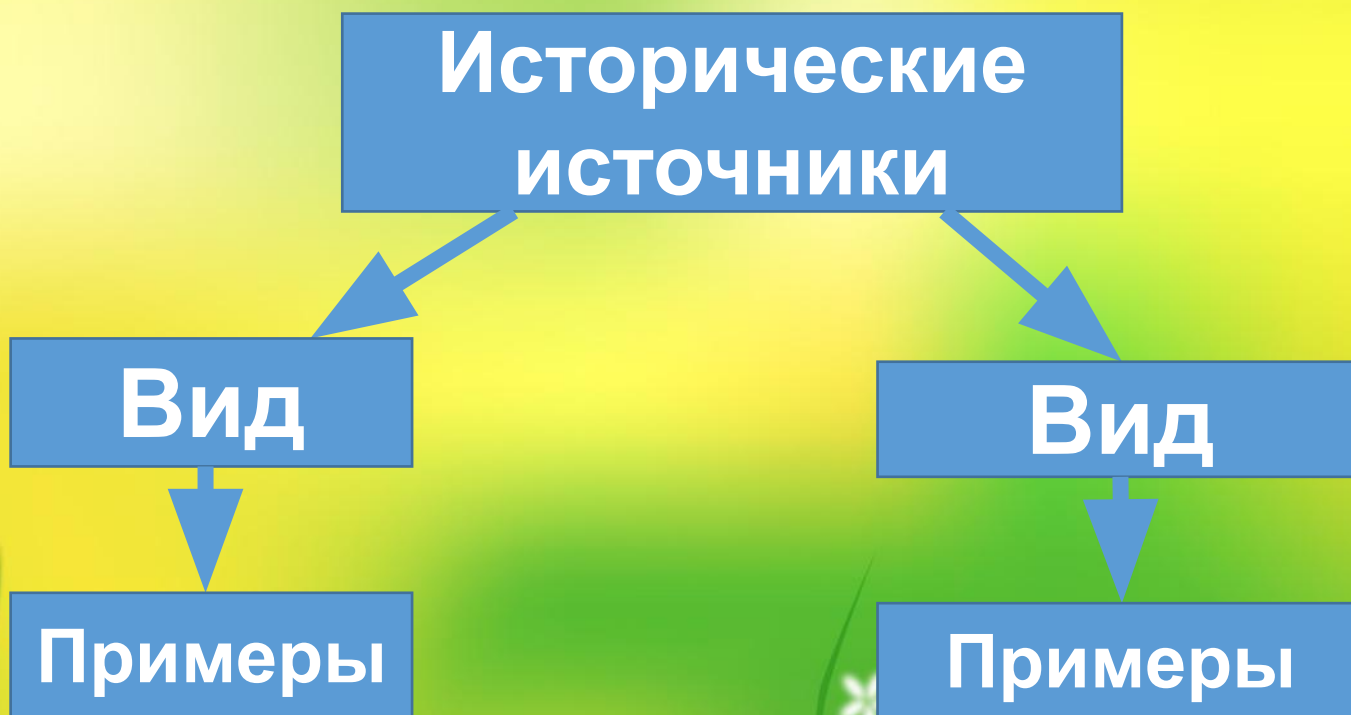 Исторические
источники
Вид
Вид
Примеры
Примеры